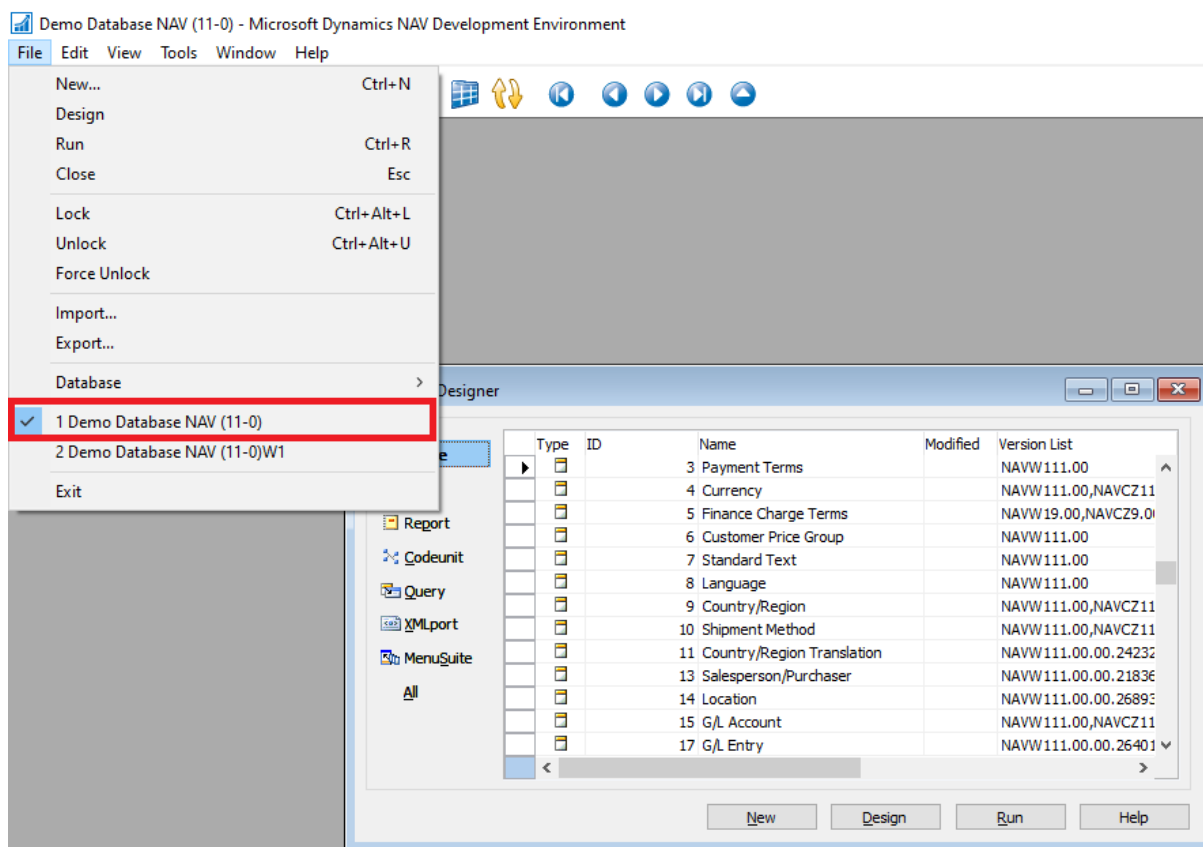 Demo Database NAV (11-0) - Microsoft Dynamics NAV Development Environment
File Edit View Tools Window Help
New... Ctrl+N
Design
Run Ctrl+R
Close Esc
Lock Ctrl+Alt+L
Unlock Ctrl+Alt+U
Force Unlock
Import...
Export...
Database
1 Demo Database NAV (11-0)
2 Demo Database NAV (11-0)W1
Exit
Designer
Report
Codeunit
Query
XMLport
MenuSuite
All
Type ID Name Modified Version List
3 Payment Terms NAVW111.00
4 Currency NAVW111.00,NAVCZ11
5 Finance Charge Terms NAVW19.00,NAVCZ9.0
6 Customer Price Group NAVW111.00
7 Standard Text NAVW111.00
8 Language NAVW111.00
9 Country/Region NAVW111.00,NAVCZ11
10 Shipment Method NAVW111.00,NAVCZ11
11 Country/Region Translation NAVW111.00.00.24232
13 Salesperson/Purchaser NAVW111.00.00.21836
14 Location NAVW111.00.00.26893
15 G/L Account NAVW111.00,NAVCZ11
17 G/L Entry NAVW111.00.00.26401
New Design Run Help